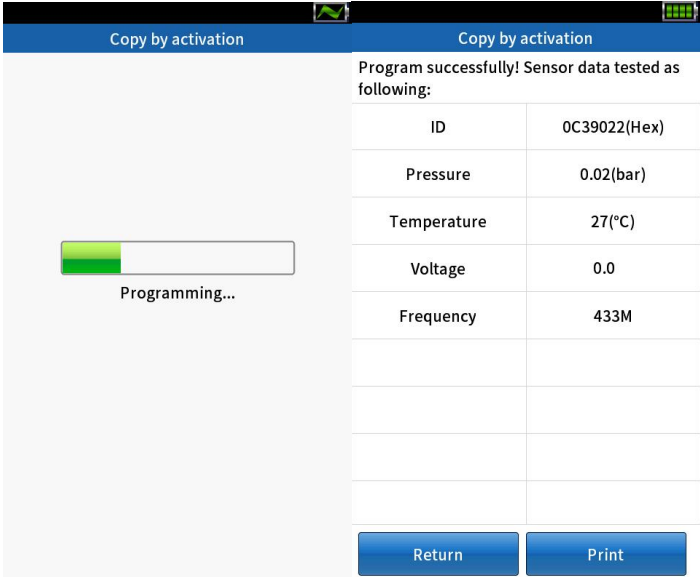 Copy by activation
Programming...
Copy by activation
Program successfully! Sensor data tested as
following:
ID 0C39022(Hex)
Pressure 0.02(bar)
Temperature 27(℃)
Voltage 0.0
Frequency 433M
Return Print